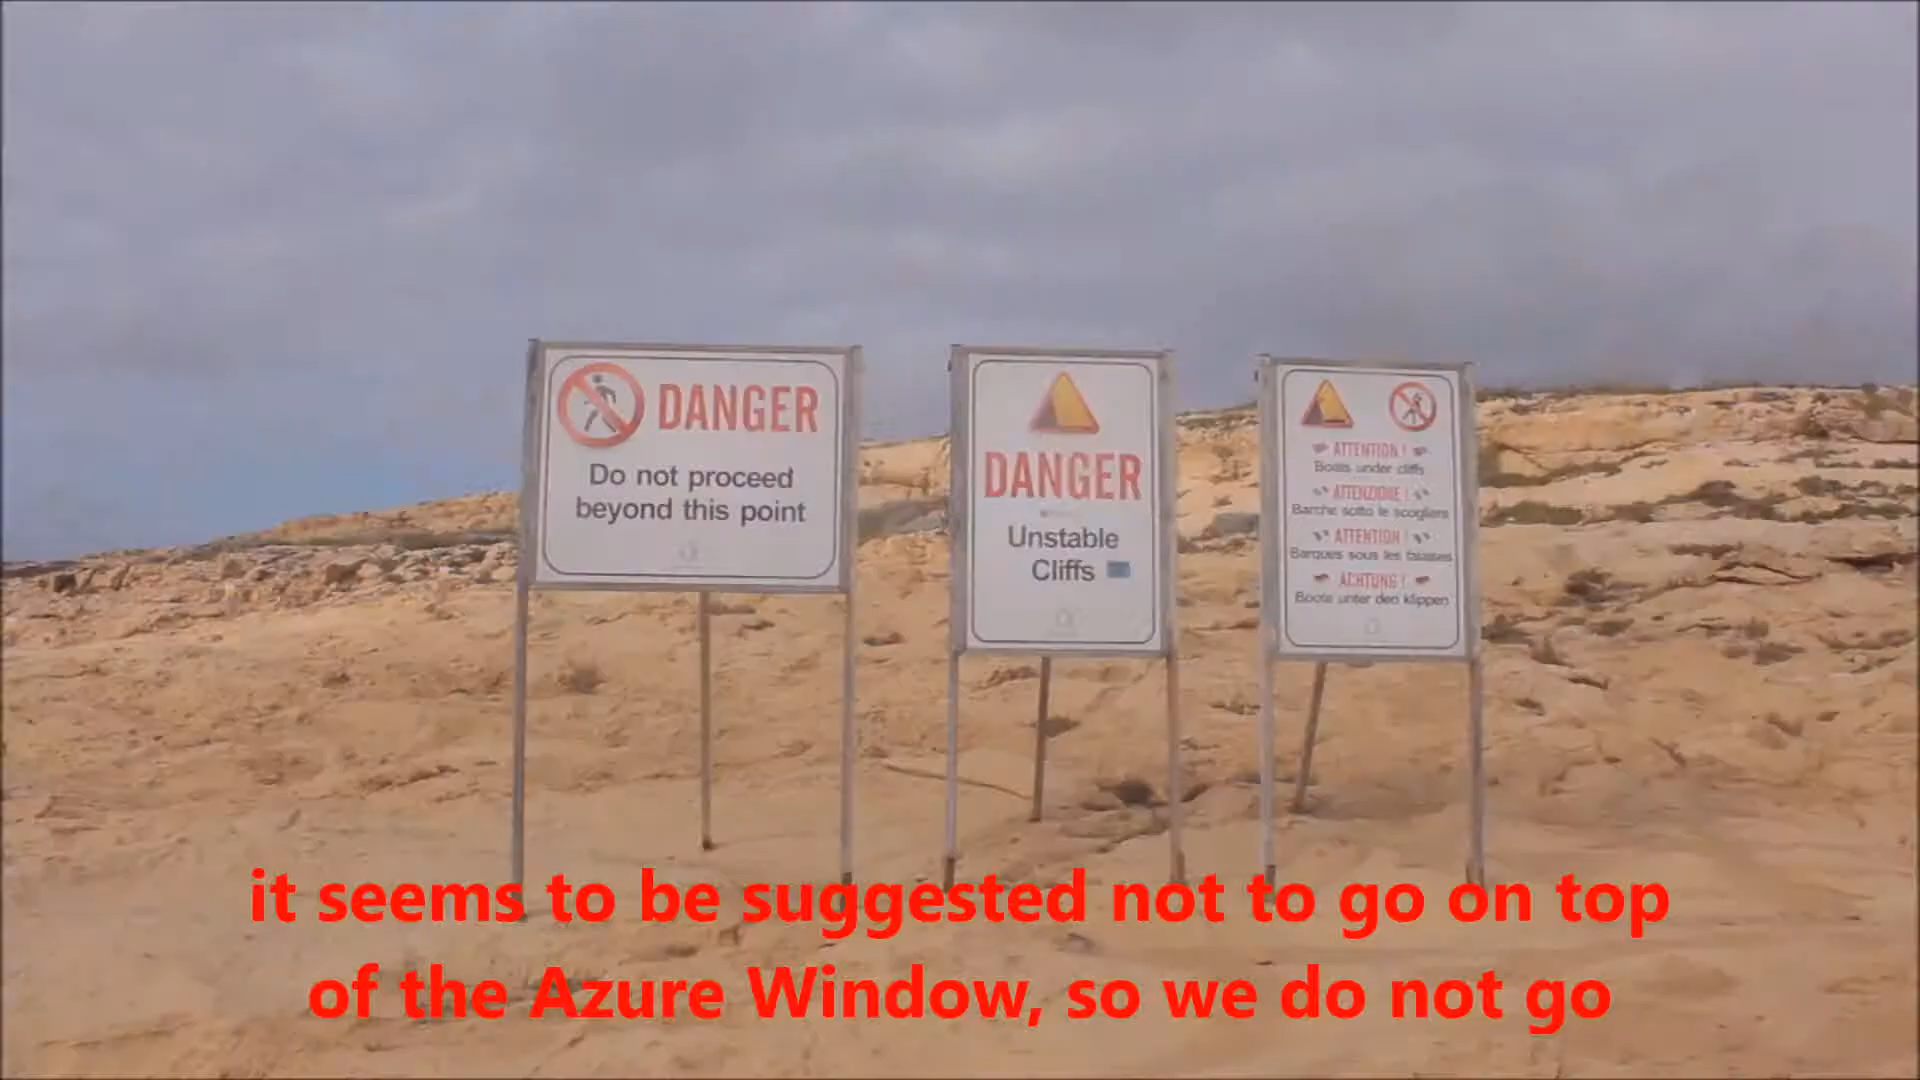 DANGER
Do not proceed
beyond this point
DANGER
Unstable
Cliffs
ATTENTION !
Boats under cliffs
ATTENZIONE !
Barche sotto le scogliere
ATTENTION !
Barques sous les falaises
ACHTUNG !
Boote unter den klippen
it seems to be suggested not to go on top
of the Azure Window, so we do not go